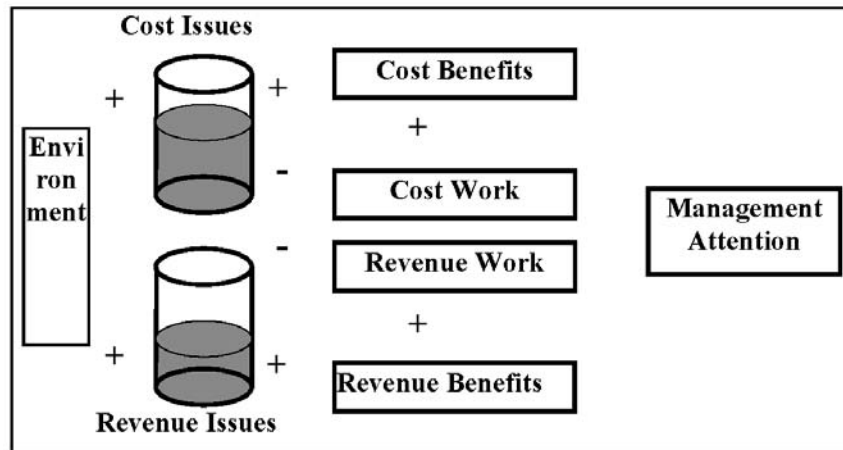 Cost Issues
+
+
Cost Benefits
+
Envi
ron
ment
-
Cost Work
Management
Attention
-
Revenue Work
+
+
+
Revenue Benefits
Revenue Issues